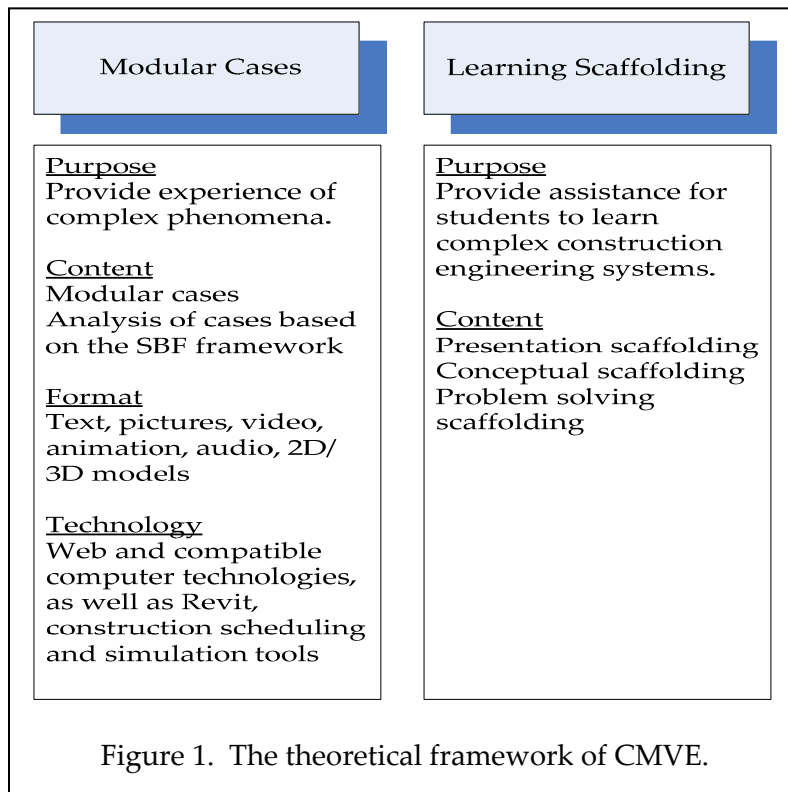 Modular Cases
Purpose
Provide experience of
complex phenomena.
Content
Modular cases
Analysis of cases based
on the SBF framework
Format
Text, pictures, video,
animation, audio, 2D/
3D models
Technology
Web and compatible
computer technologies,
as well as Revit,
construction scheduling
and simulation tools
Learning Scaffolding
Purpose
Provide assistance for
students to learn
complex construction
engineering systems.
Content
Presentation scaffolding
Conceptual scaffolding
Problem solving
scaffolding
Figure 1. The theoretical framework of CMVE.